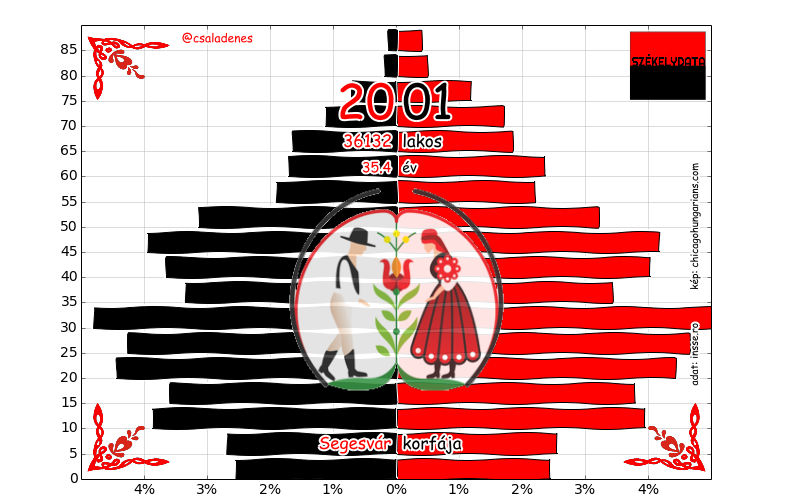 @csaladenes
SZÉKELYDATA
2001
36132 lakos
35.4 év
kép: chicagohungarians.com
adat: insse.ro
Segesvár korfája
85
80
75
70
65
60
55
50
45
40
35
30
25
20
15
10
5
0
4% 3% 2% 1% 0% 1% 2% 3% 4%